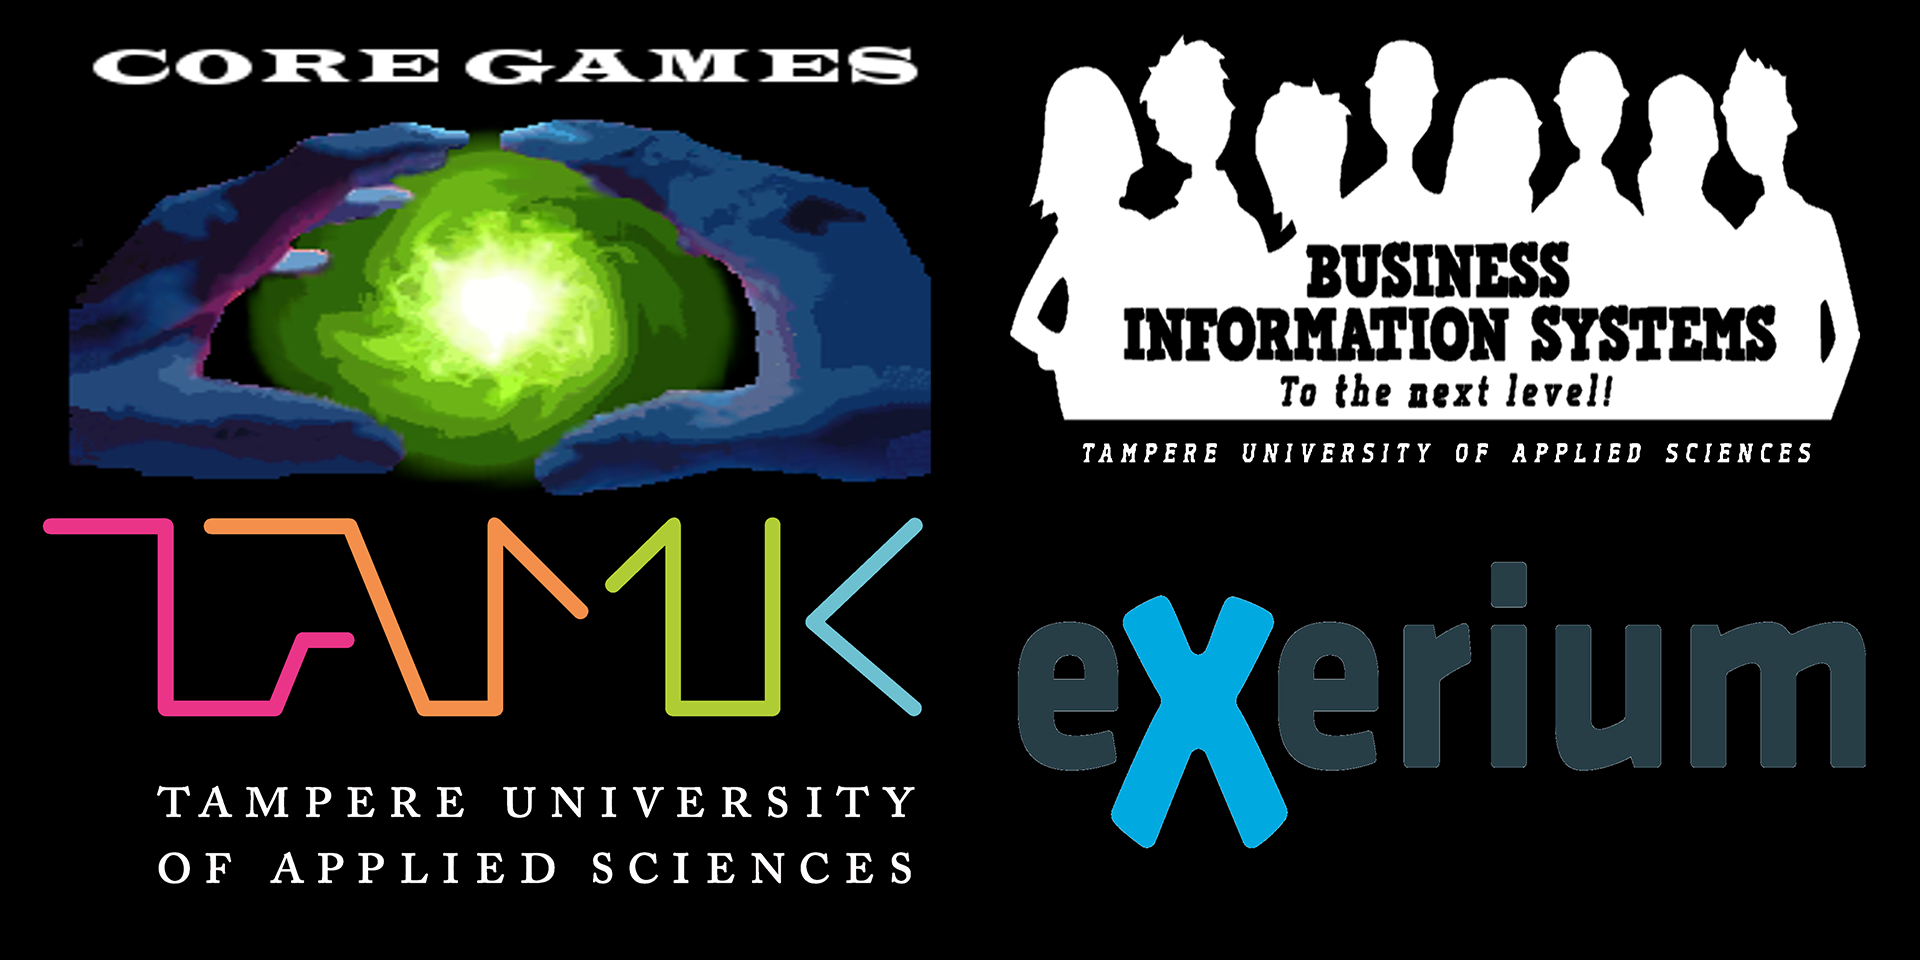 CORE GAMES
BUSINESS
INFORMATION SYSTEMS
To the next level!
TAMPERE UNIVERSITY OF APPLIED SCIENCES
TAMK
TAMPERE UNIVERSITY
OF APPLIED SCIENCES
eXerium